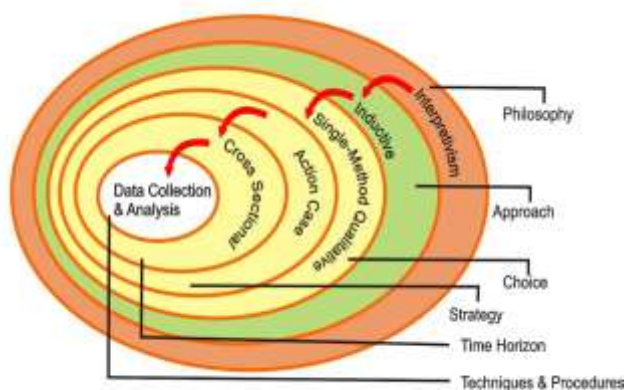 Interpretivism
Inductive
Single-Method Qualitative
Action Case
Cross Sectional
Data Collection
& Analysis
Philosophy
Approach
Choice
Strategy
Time Horizon
Techniques & Procedures